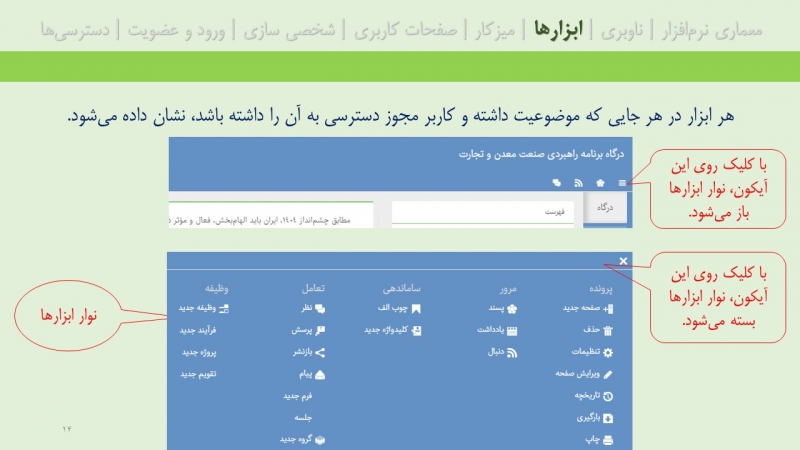 معماری نرم‌افزار | ناوبری | ابزارها | میزکار | صفحات کاربری | شخصی سازی | ورود و عضویت | دسترسی‌ها
هر ابزار در هر جایی که موضوعیت داشته و کاربر مجوز دسترسی به آن را داشته باشد، نشان داده می‌شود.
درگاه برنامه راهبردی صنعت معدن و تجارت
درگاه
فهرست
مطابق چشم‌انداز ۱۴۰۴، ایران باید الهام‌بخش، فعال و مؤثر د
با کلیک روی این
آیکون، نوار ابزارها
باز می‌شود.
با کلیک روی این
آیکون، نوار ابزارها
بسته می‌شود.
نوار ابزارها
پرونده
صفحه جدید
حذف
تنظیمات
ویرایش صفحه
تاریخچه
بارگیری
چاپ
مرور
پسند
یادداشت
دنبال
ساماندهی
چوب الف
کلیدواژه جدید
تعامل
نظر
پرسش
بازنشر
پیام
فرم جدید
جلسه
گروه جدید
وظیفه
وظیفه جدید
فرآیند جدید
پروژه جدید
تقویم جدید
۱۴